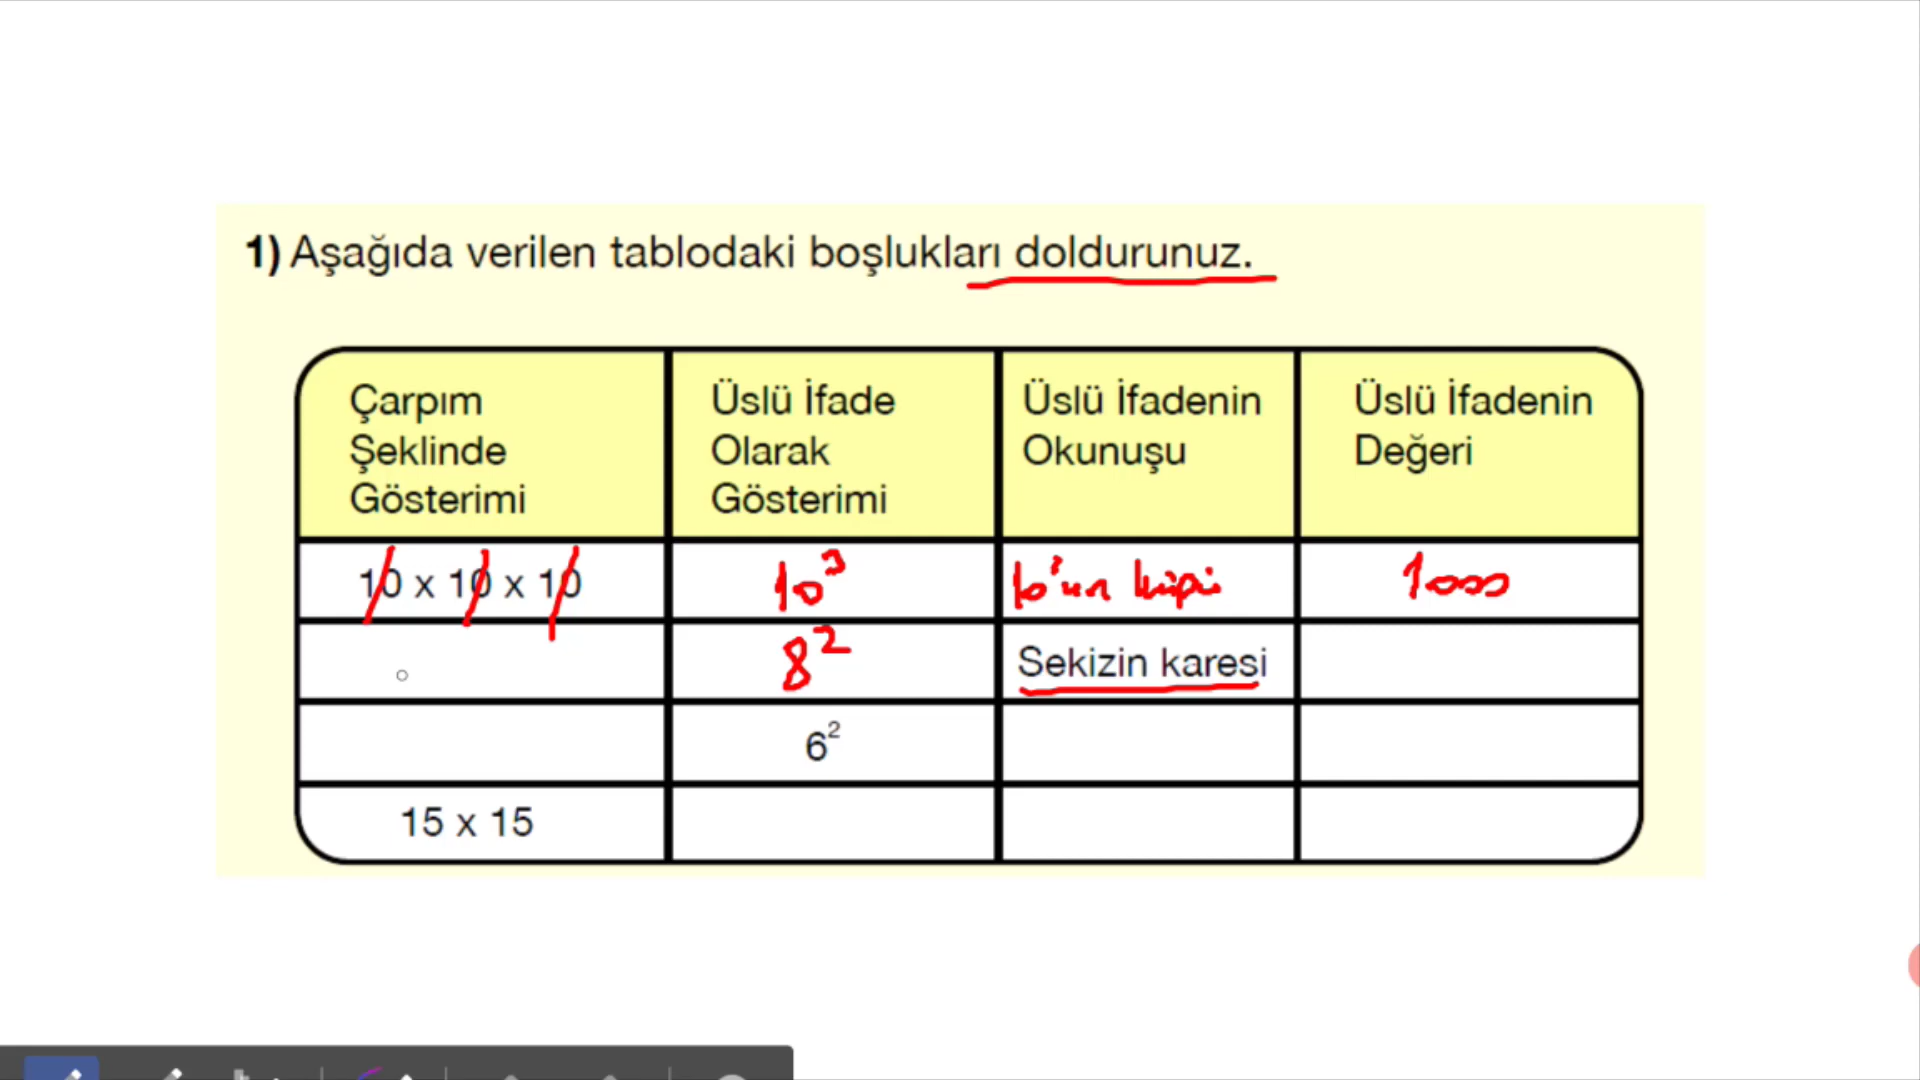 1) Aşağıda verilen tablodaki boşlukları doldurunuz.
Çarpım Şeklinde Gösterimi
Üslü İfade Olarak Gösterimi
Üslü İfadenin Okunuşu
Üslü İfadenin Değeri
10 x 10 x 10
10³
10'un küpü
1000
8²
Sekizin karesi
6²
15 x 15